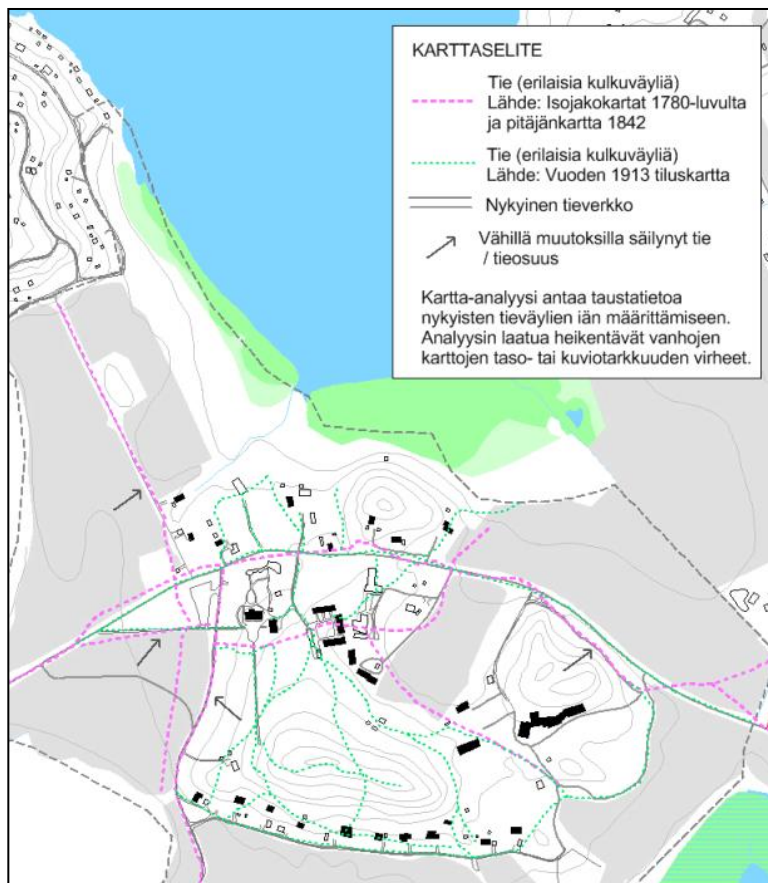 KARTTASELITE
Tie (erilaisia kulkuväyliä)
Lähde: Isojakokartat 1780-luvulta
ja pitäjänkartta 1842
Tie (erilaisia kulkuväyliä)
Lähde: Vuoden 1913 tiluskartta
Nykyinen tieverkko
Vähillä muutoksilla säilynyt tie
/ tieosuus
Kartta-analyysi antaa taustatietoa
nykyisten tieväylien iän määrittämiseen.
Analyysin laatua heikentävät vanhojen
karttojen taso- tai kuviotarkkuuden virheet.